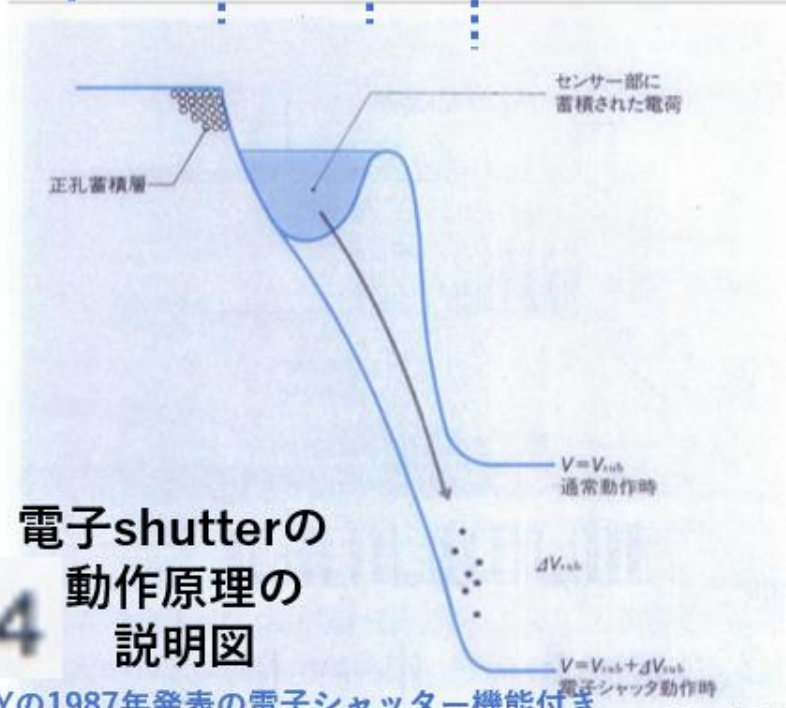 センサー部に
蓄積された電荷
正孔蓄積層
V=Vsub
通常動作時
電子shutterの
動作原理の
説明図
4
ΔVsub
V=Vsub+ΔVsub
電子シャッタ動作時
Yの1987年発表の電子シャッター機能付き